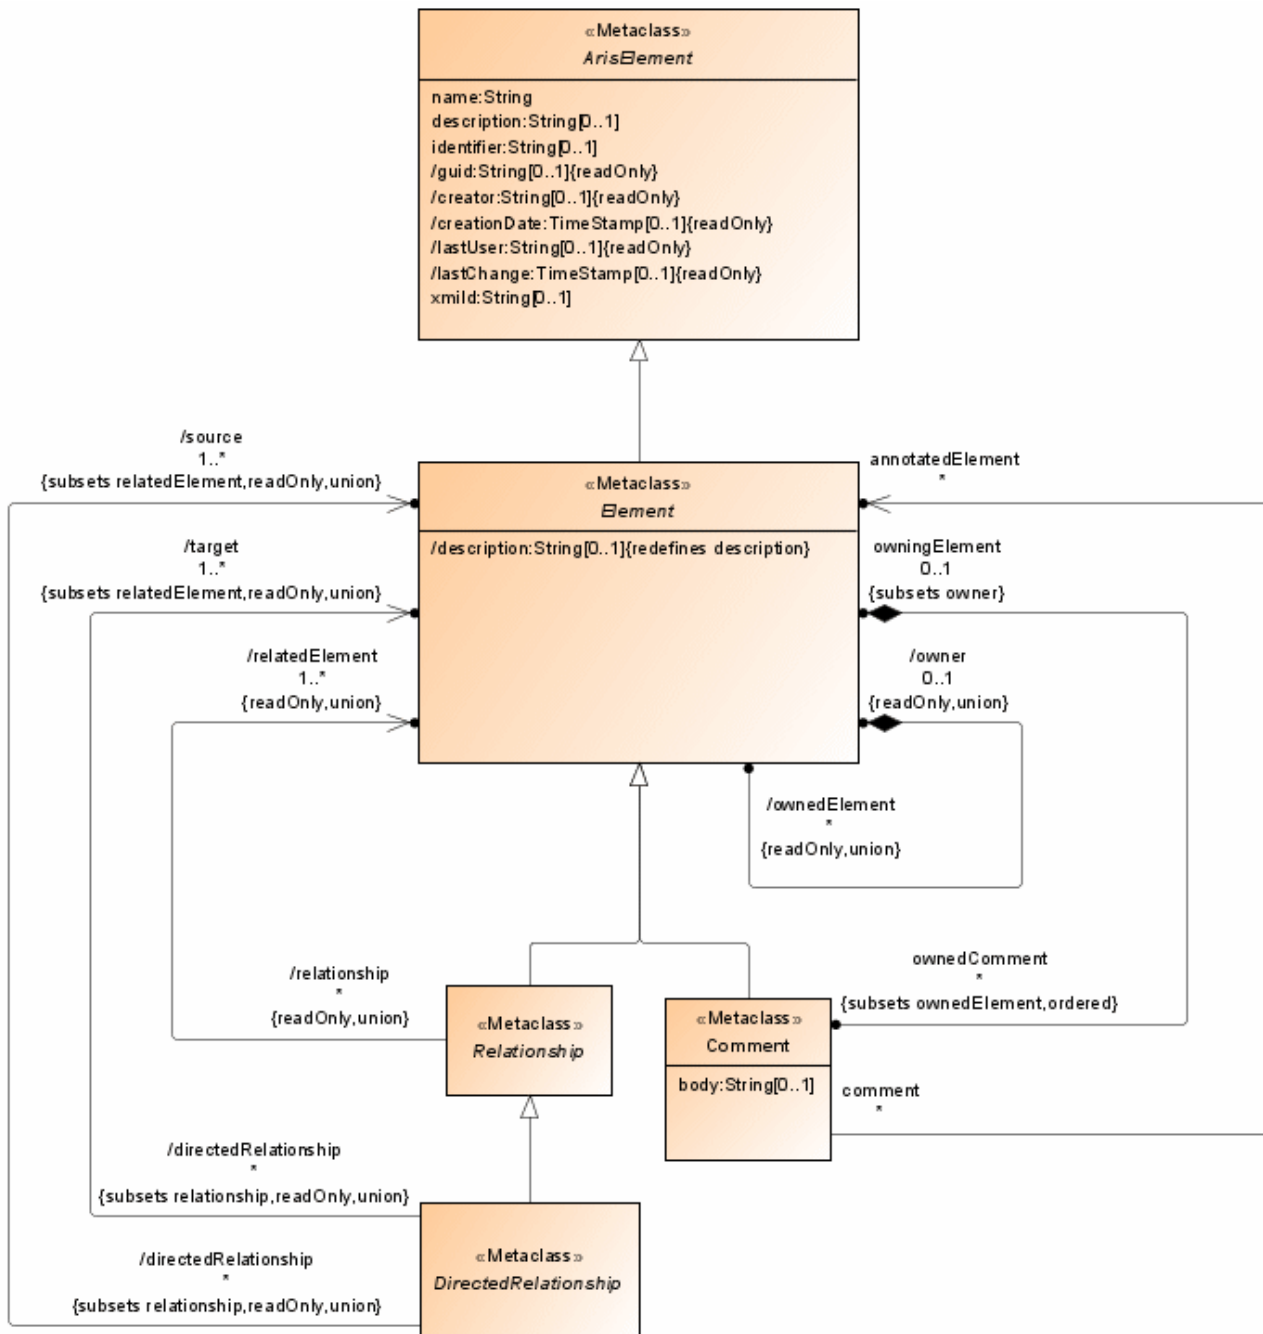 «Metaclass»
ArisElement
name:String
description:String[0..1]
identifier:String[0..1]
/guid:String[0..1]{readOnly}
/creator:String[0..1]{readOnly}
/creationDate:TimeStamp[0..1]{readOnly}
/lastUser:String[0..1]{readOnly}
/lastChange:TimeStamp[0..1]{readOnly}
xmiId:String[0..1]
/source
1..*
{subsets relatedElement,readOnly,union}
/target
1..*
{subsets relatedElement,readOnly,union}
/relatedElement
1..*
{readOnly,union}
«Metaclass»
Element
/description:String[0..1]{redefines description}
annotatedElement
*
owningElement
0..1
{subsets owner}
/owner
0..1
{readOnly,union}
/ownedElement
*
{readOnly,union}
/relationship
*
{readOnly,union}
«Metaclass»
Relationship
ownedComment
*
{subsets ownedElement,ordered}
«Metaclass»
Comment
body:String[0..1]
comment
*
/directedRelationship
*
{subsets relationship,readOnly,union}
/directedRelationship
*
{subsets relationship,readOnly,union}
«Metaclass»
DirectedRelationship